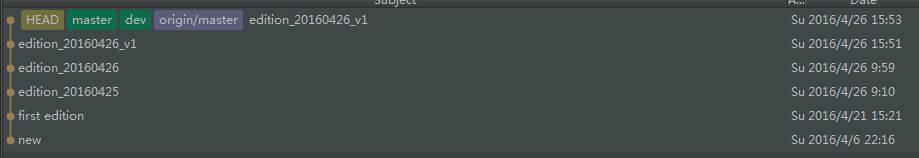 Subject A... Date
HEAD master dev origin/master edition_20160426_v1 Su 2016/4/26 15:53
edition_20160426_v1 Su 2016/4/26 15:51
edition_20160426 Su 2016/4/26 9:59
edition_20160425 Su 2016/4/26 9:10
first edition Su 2016/4/21 15:21
new Su 2016/4/6 22:16